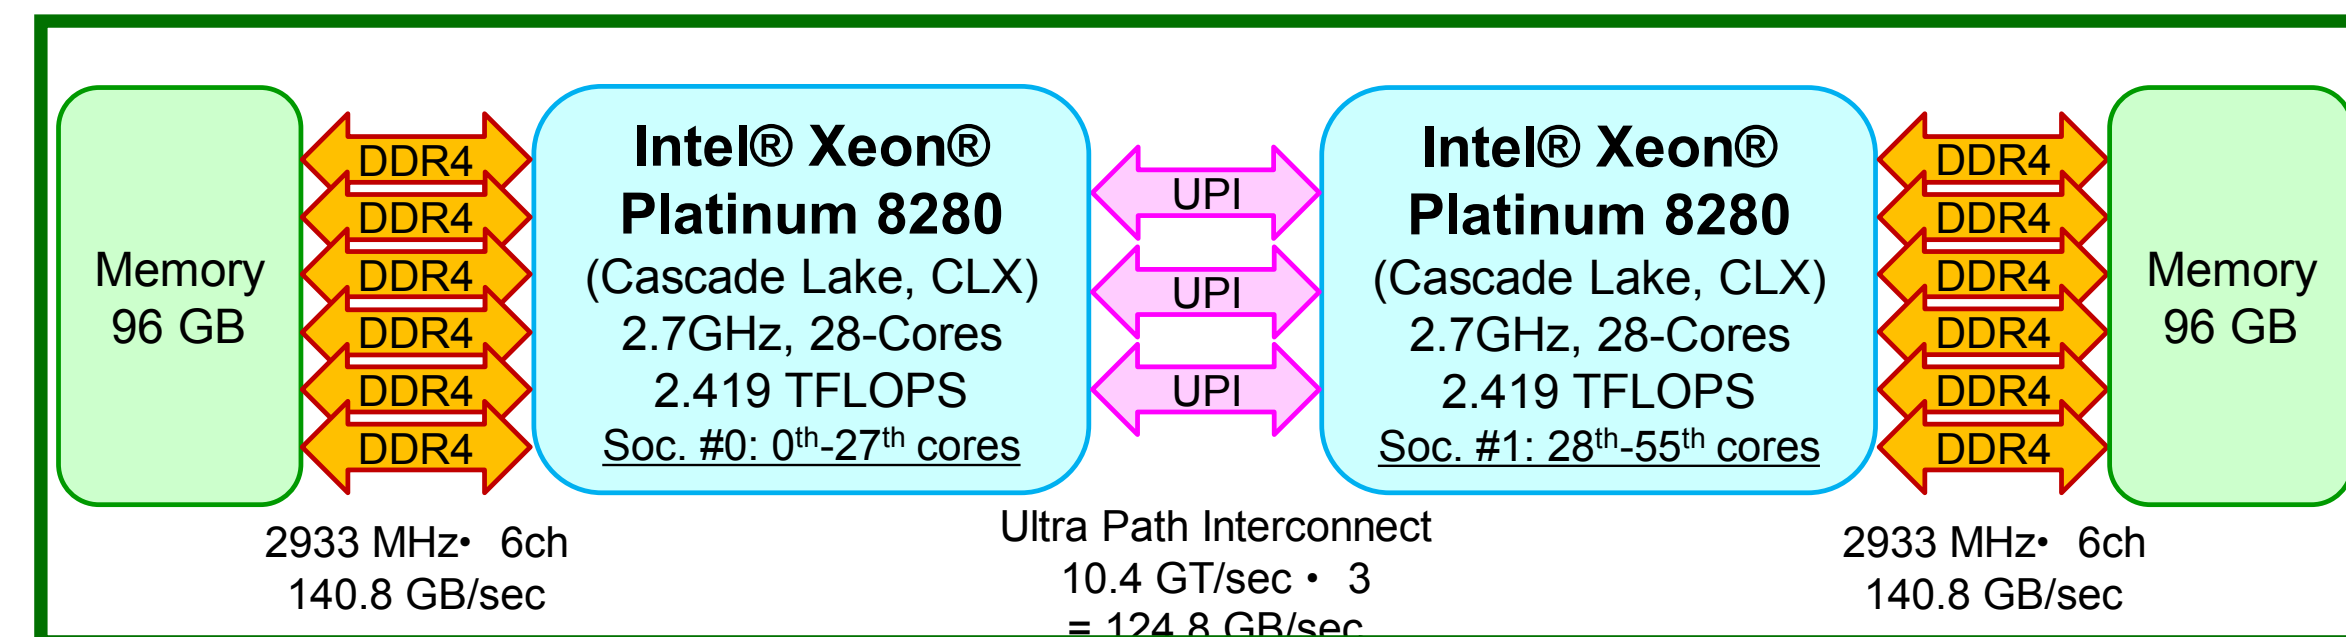 Memory
96 GB
DDR4
DDR4
DDR4
DDR4
DDR4
DDR4
2933 MHz• 6ch
140.8 GB/sec
Intel® Xeon®
Platinum 8280
(Cascade Lake, CLX)
2.7GHz, 28-Cores
2.419 TFLOPS
Soc. #0: 0th-27th cores
UPI
UPI
UPI
Ultra Path Interconnect
10.4 GT/sec • 3
= 124.8 GB/sec
Intel® Xeon®
Platinum 8280
(Cascade Lake, CLX)
2.7GHz, 28-Cores
2.419 TFLOPS
Soc. #1: 28th-55th cores
DDR4
DDR4
DDR4
DDR4
DDR4
DDR4
2933 MHz• 6ch
140.8 GB/sec
Memory
96 GB